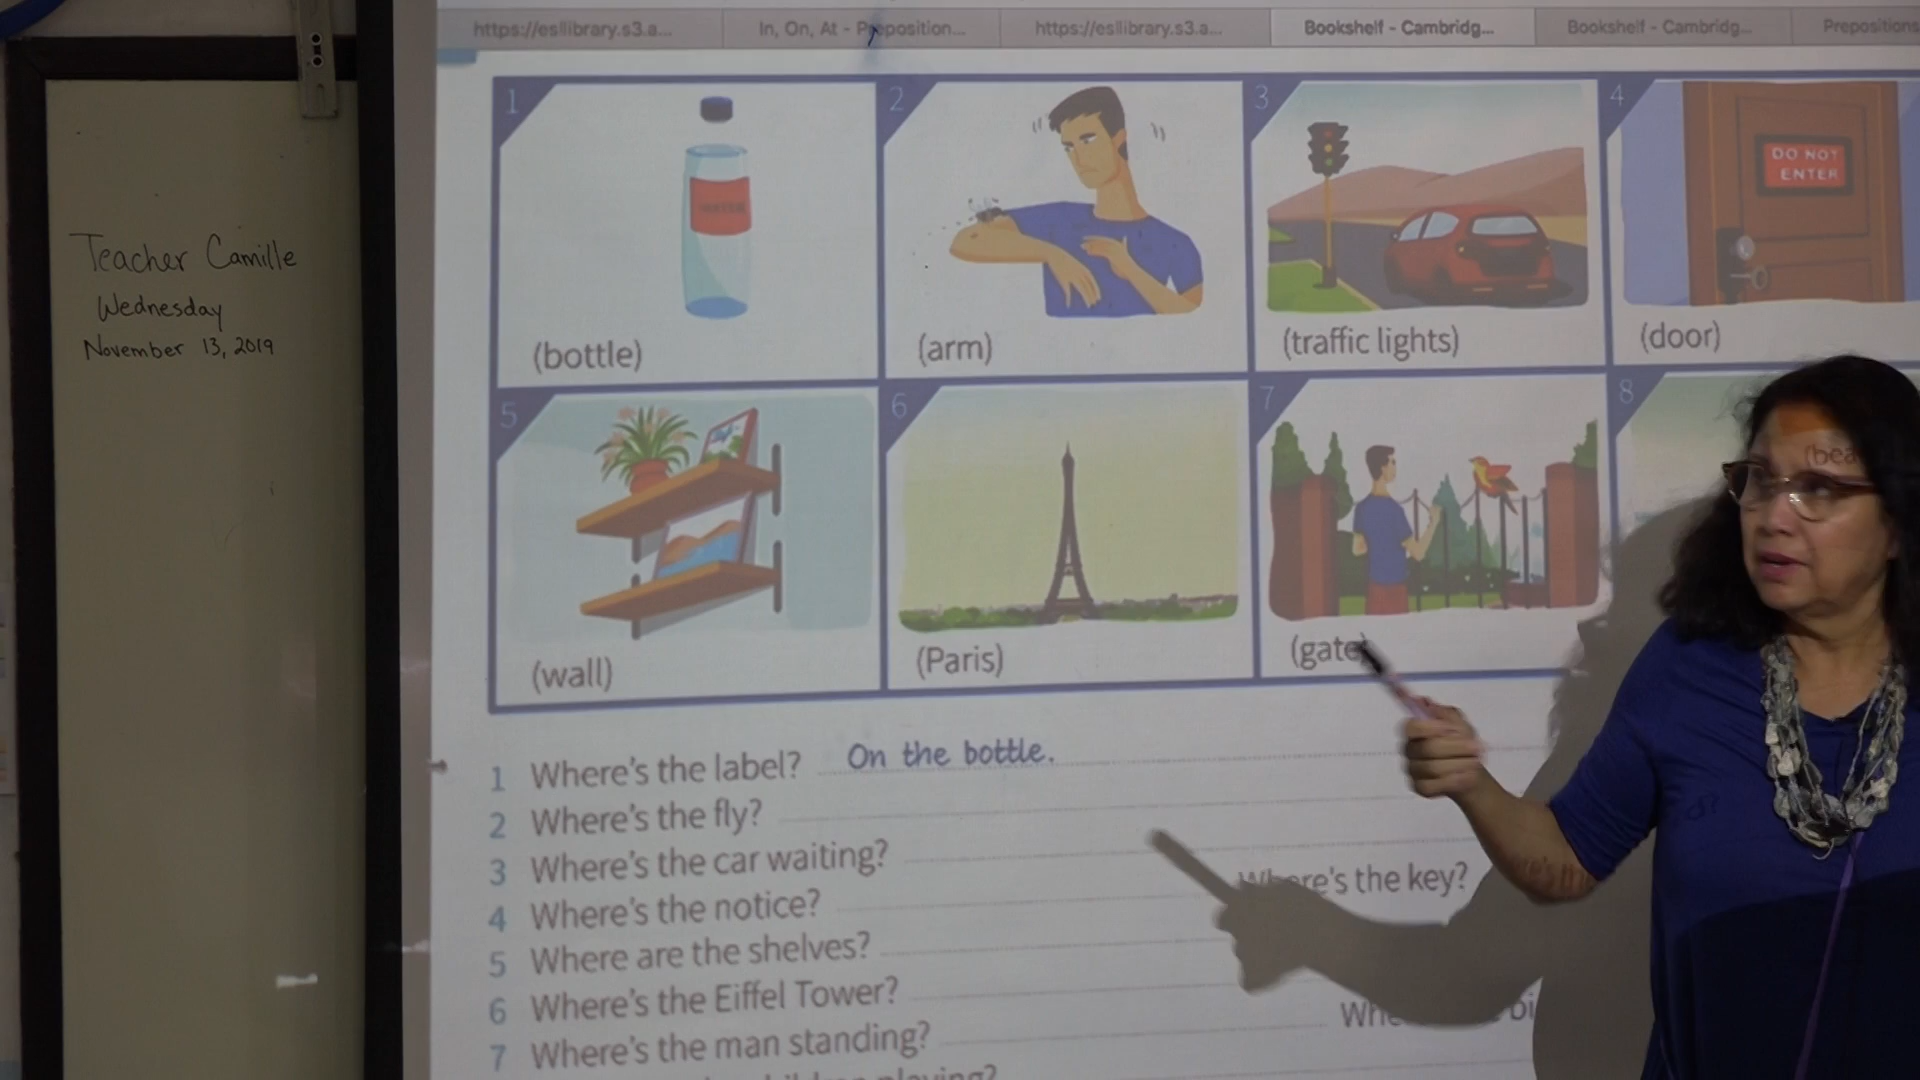 https://esllibrary.s3.a... In, On, At - Preposition... https://esllibrary.s3.a... Bookshelf - Cambridg... Bookshelf - Cambridg... Prepositions
Teacher Camille
Wednesday
November 13, 2019
1 2 3 4
WATER
DO NOT
ENTER
(bottle) (arm) (traffic lights) (door)
5 6 7 8
(wall) (Paris) (gate)
1 Where's the label? On the bottle.
2 Where's the fly?
3 Where's the car waiting?
4 Where's the notice? Where's the key?
5 Where are the shelves?
6 Where's the Eiffel Tower?
7 Where's the man standing?
playing?